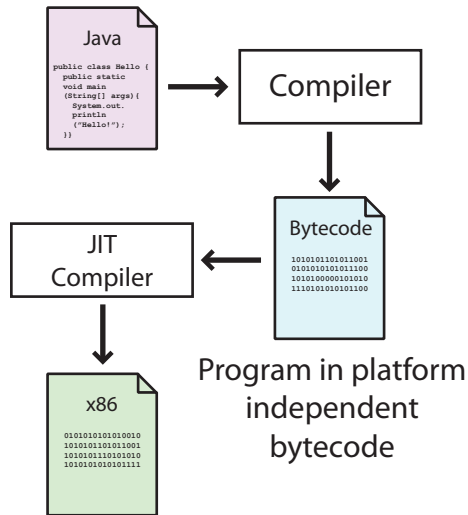 Java
public class Hello {
public static
void main
(String[] args){
System.out.
println
("Hello!");
}}
Compiler
Bytecode
1010101101011001
0101010101011100
1010100000101010
1110101010101100
JIT
Compiler
Program in platform
independent
bytecode
x86
0101010101010010
1010101101011001
1010101110101010
1010101010101111